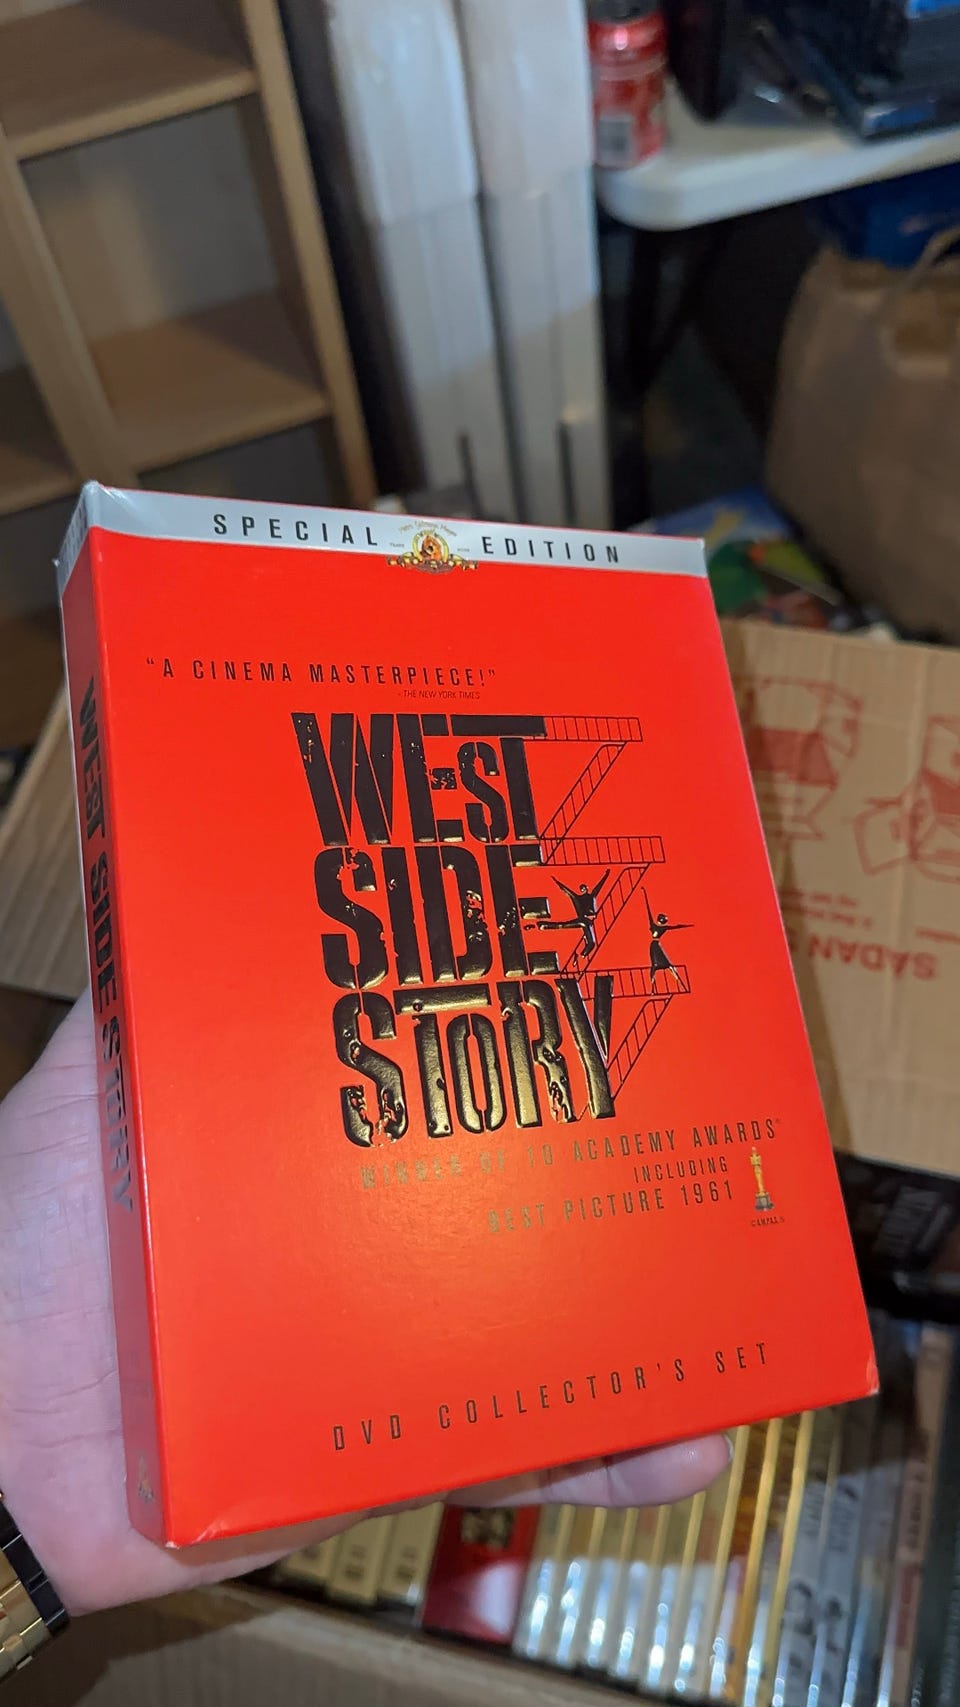 SPECIAL EDITION
"A CINEMA MASTERPIECE!"
- THE NEW YORK TIMES
WEST
SIDE
STORY
WINNER OF 10 ACADEMY AWARDS®
INCLUDING
BEST PICTURE 1961
©A.M.P.A.S.®
DVD COLLECTOR'S SET
WEST SIDE STORY
SADAN